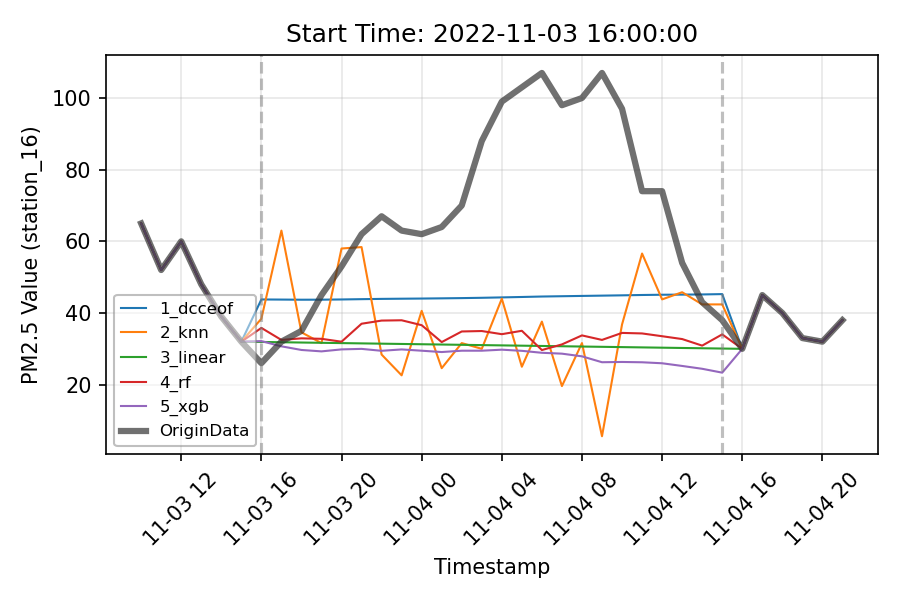 Start Time: 2022-11-03 16:00:00
PM2.5 Value (station_16)
100
80
60
40
20
1_dcceof
2_knn
3_linear
4_rf
5_xgb
OriginData
11-03 12
11-03 16
11-03 20
11-04 00
11-04 04
11-04 08
11-04 12
11-04 16
11-04 20
Timestamp